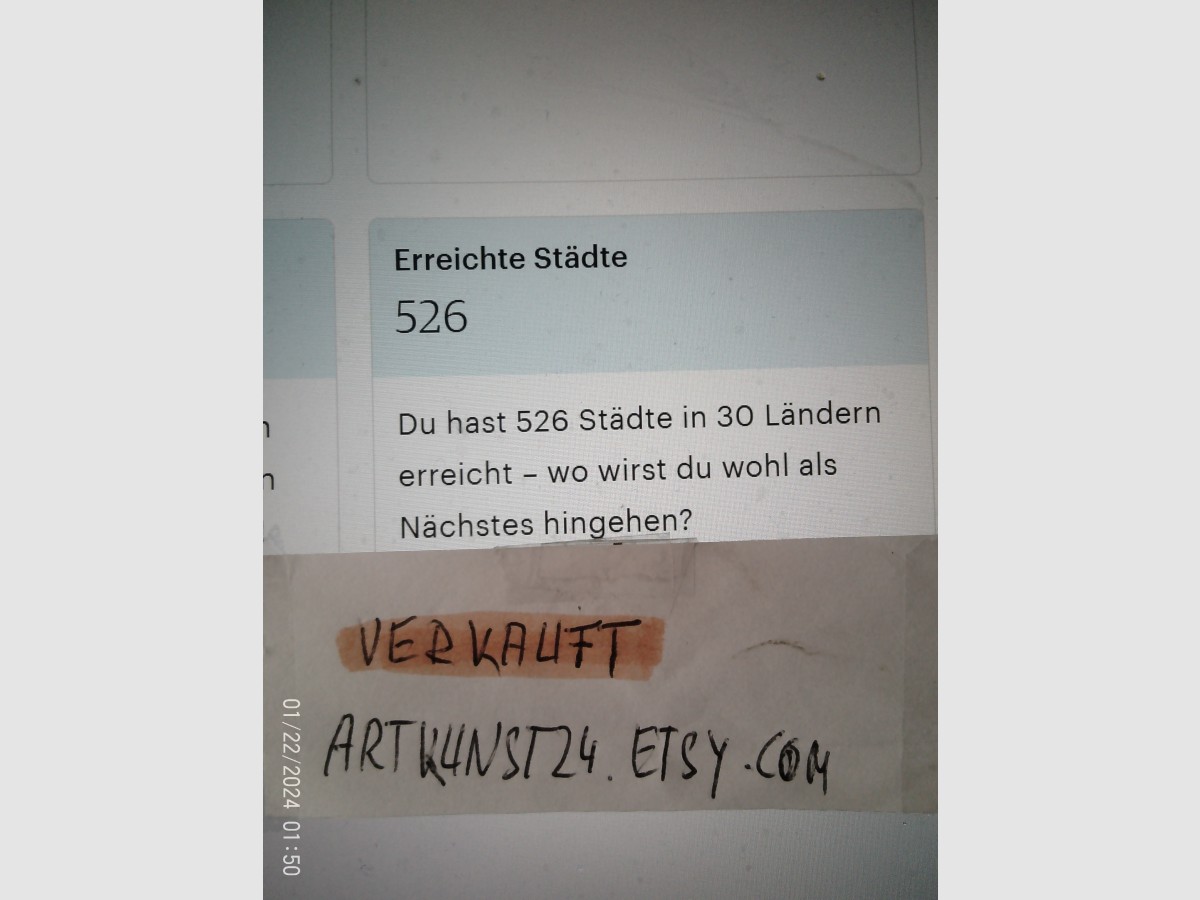 Erreichte Städte
526
Du hast 526 Städte in 30 Ländern
erreicht – wo wirst du wohl als
Nächstes hingehen?
n
n
VERKAUFT
ARTKUNST24.ETSY.COM
01/22/2024 01:50